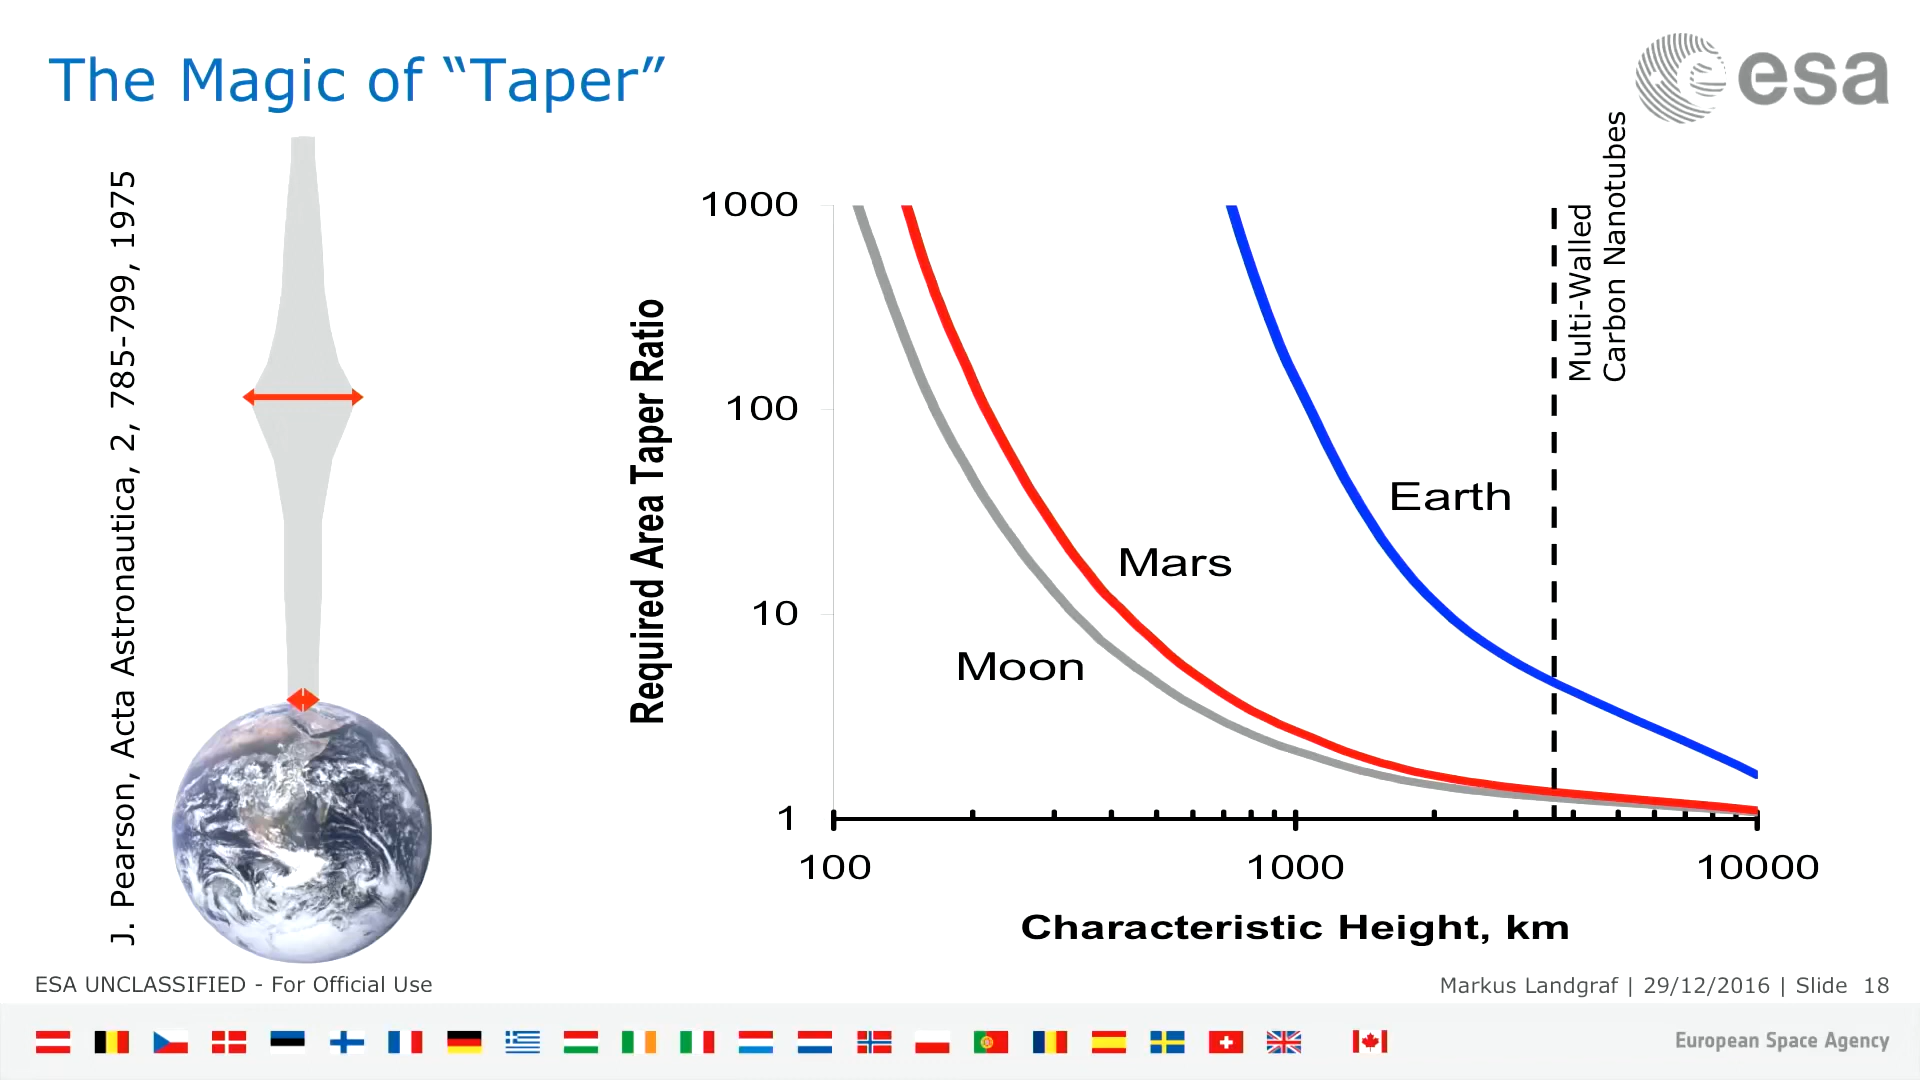 The Magic of “Taper”
esa
J. Pearson, Acta Astronautica, 2, 785-799, 1975
Required Area Taper Ratio
1000
100
10
1
Moon
Mars
Earth
Multi-Walled
Carbon Nanotubes
100
1000
10000
Characteristic Height, km
ESA UNCLASSIFIED - For Official Use
Markus Landgraf | 29/12/2016 | Slide 18
European Space Agency